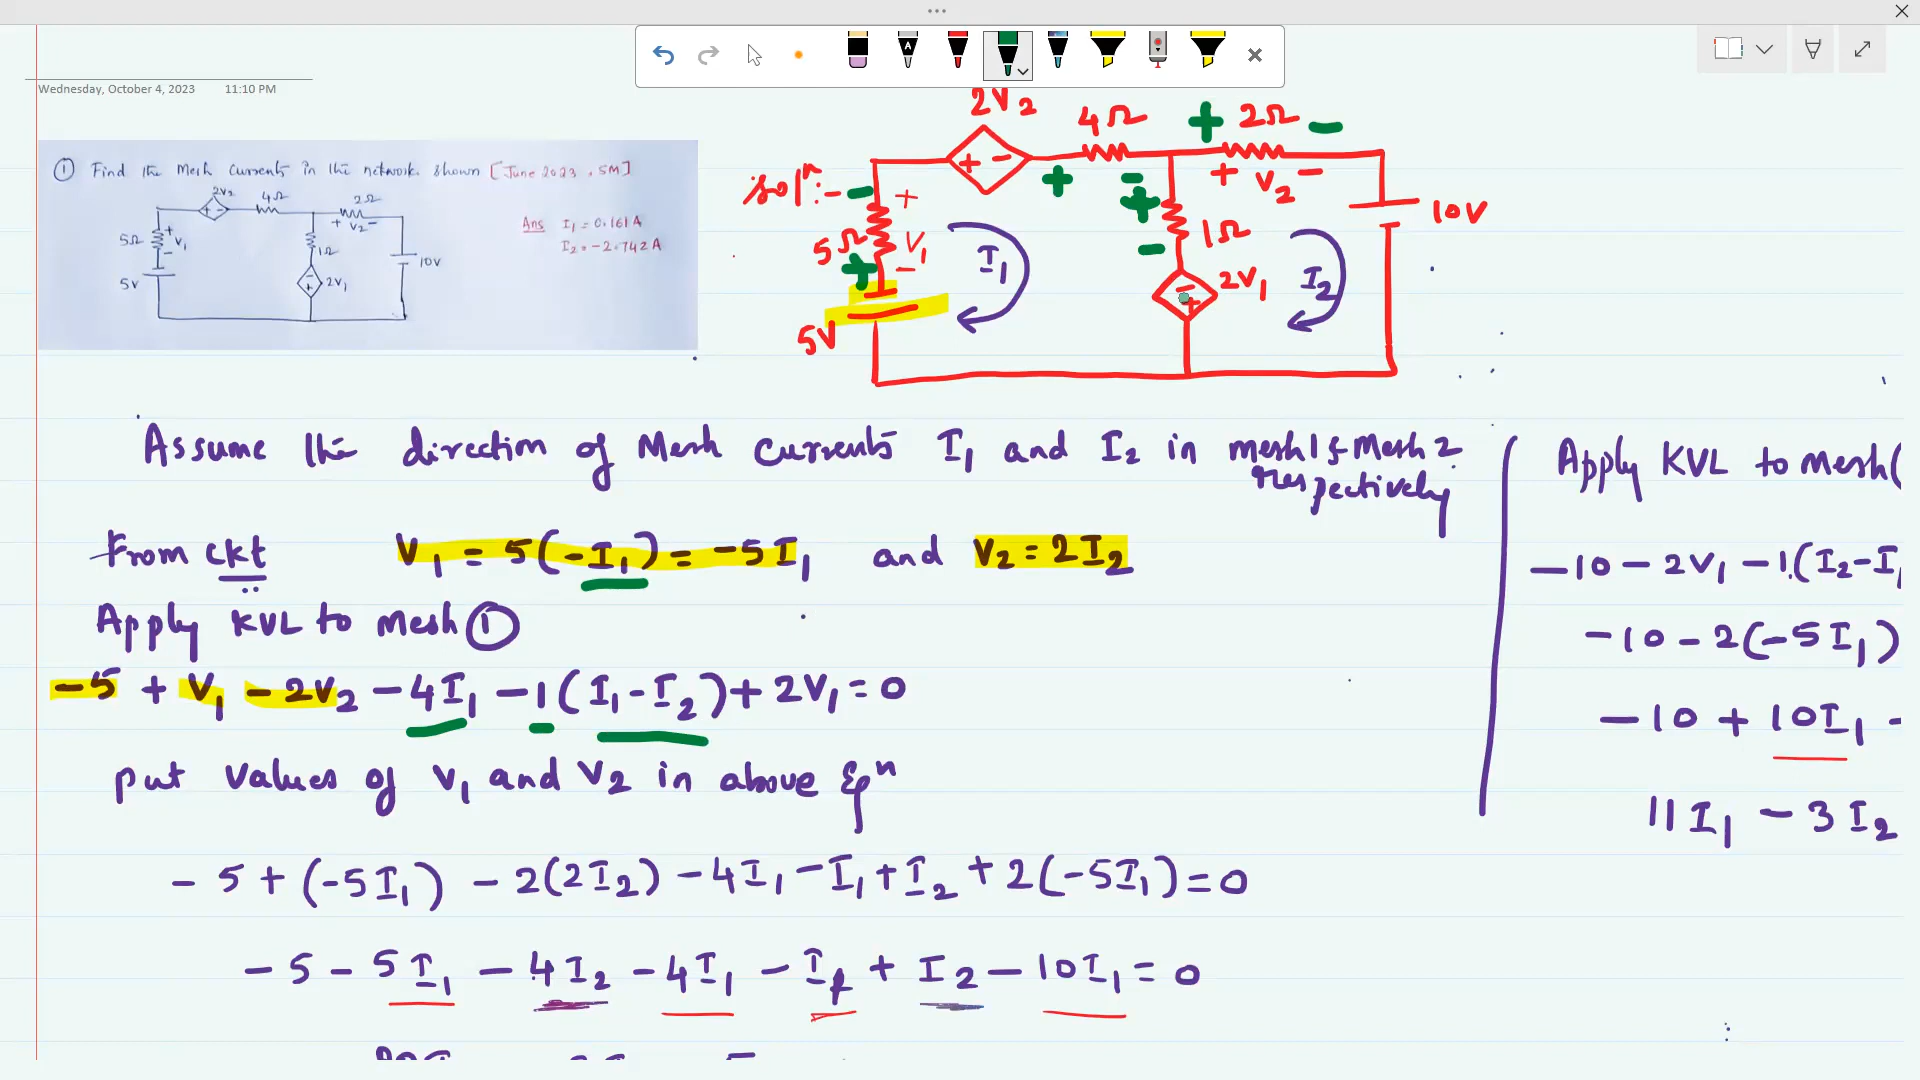 Wednesday, October 4, 2023 11:10 PM
① Find the Mesh Currents in the network shown [June 2023, 5M]
2V2 4Ω 2Ω
+ - + V2 -
5Ω + V1 - 1Ω 10V
5V - + 2V1
Ans I1 = 0.161 A
I2 = -2.742 A
2V2 4Ω + 2Ω -
soln:- - + - + - + V2 -
+ 5Ω V1 - + I1 + - 1Ω 10V
2V1 - + I2
5V
Assume the direction of Mesh currents I1 and I2 in mesh 1 & Mesh 2
respectively
From ckt V1 = 5(-I1) = -5I1 and V2 = 2I2
Apply KVL to Mesh ①
-5 + V1 - 2V2 - 4I1 - 1(I1 - I2) + 2V1 = 0
put values of V1 and V2 in above Eqn
- 5 + (-5I1) - 2(2I2) - 4I1 - I1 + I2 + 2(-5I1) = 0
- 5 - 5I1 - 4I2 - 4I1 - I1 + I2 - 10I1 = 0
Apply KVL to Mesh(
-10 - 2V1 - 1(I2 - I1
-10 - 2(-5I1)
-10 + 10I1 -
11I1 - 3I2